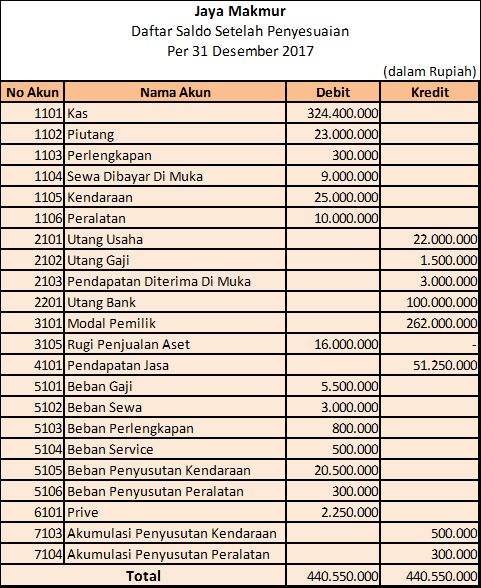 Jaya Makmur
Daftar Saldo Setelah Penyesuaian
Per 31 Desember 2017
(dalam Rupiah)
No Akun Nama Akun Debit Kredit
1101 Kas 324.400.000
1102 Piutang 23.000.000
1103 Perlengkapan 300.000
1104 Sewa Dibayar Di Muka 9.000.000
1105 Kendaraan 25.000.000
1106 Peralatan 10.000.000
2101 Utang Usaha 22.000.000
2102 Utang Gaji 1.500.000
2103 Pendapatan Diterima Di Muka 3.000.000
2201 Utang Bank 100.000.000
3101 Modal Pemilik 262.000.000
3105 Rugi Penjualan Aset 16.000.000 -
4101 Pendapatan Jasa 51.250.000
5101 Beban Gaji 5.500.000
5102 Beban Sewa 3.000.000
5103 Beban Perlengkapan 800.000
5104 Beban Service 500.000
5105 Beban Penyusutan Kendaraan 20.500.000
5106 Beban Penyusutan Peralatan 300.000
6101 Prive 2.250.000
7103 Akumulasi Penyusutan Kendaraan 500.000
7104 Akumulasi Penyusutan Peralatan 300.000
Total 440.550.000 440.550.000